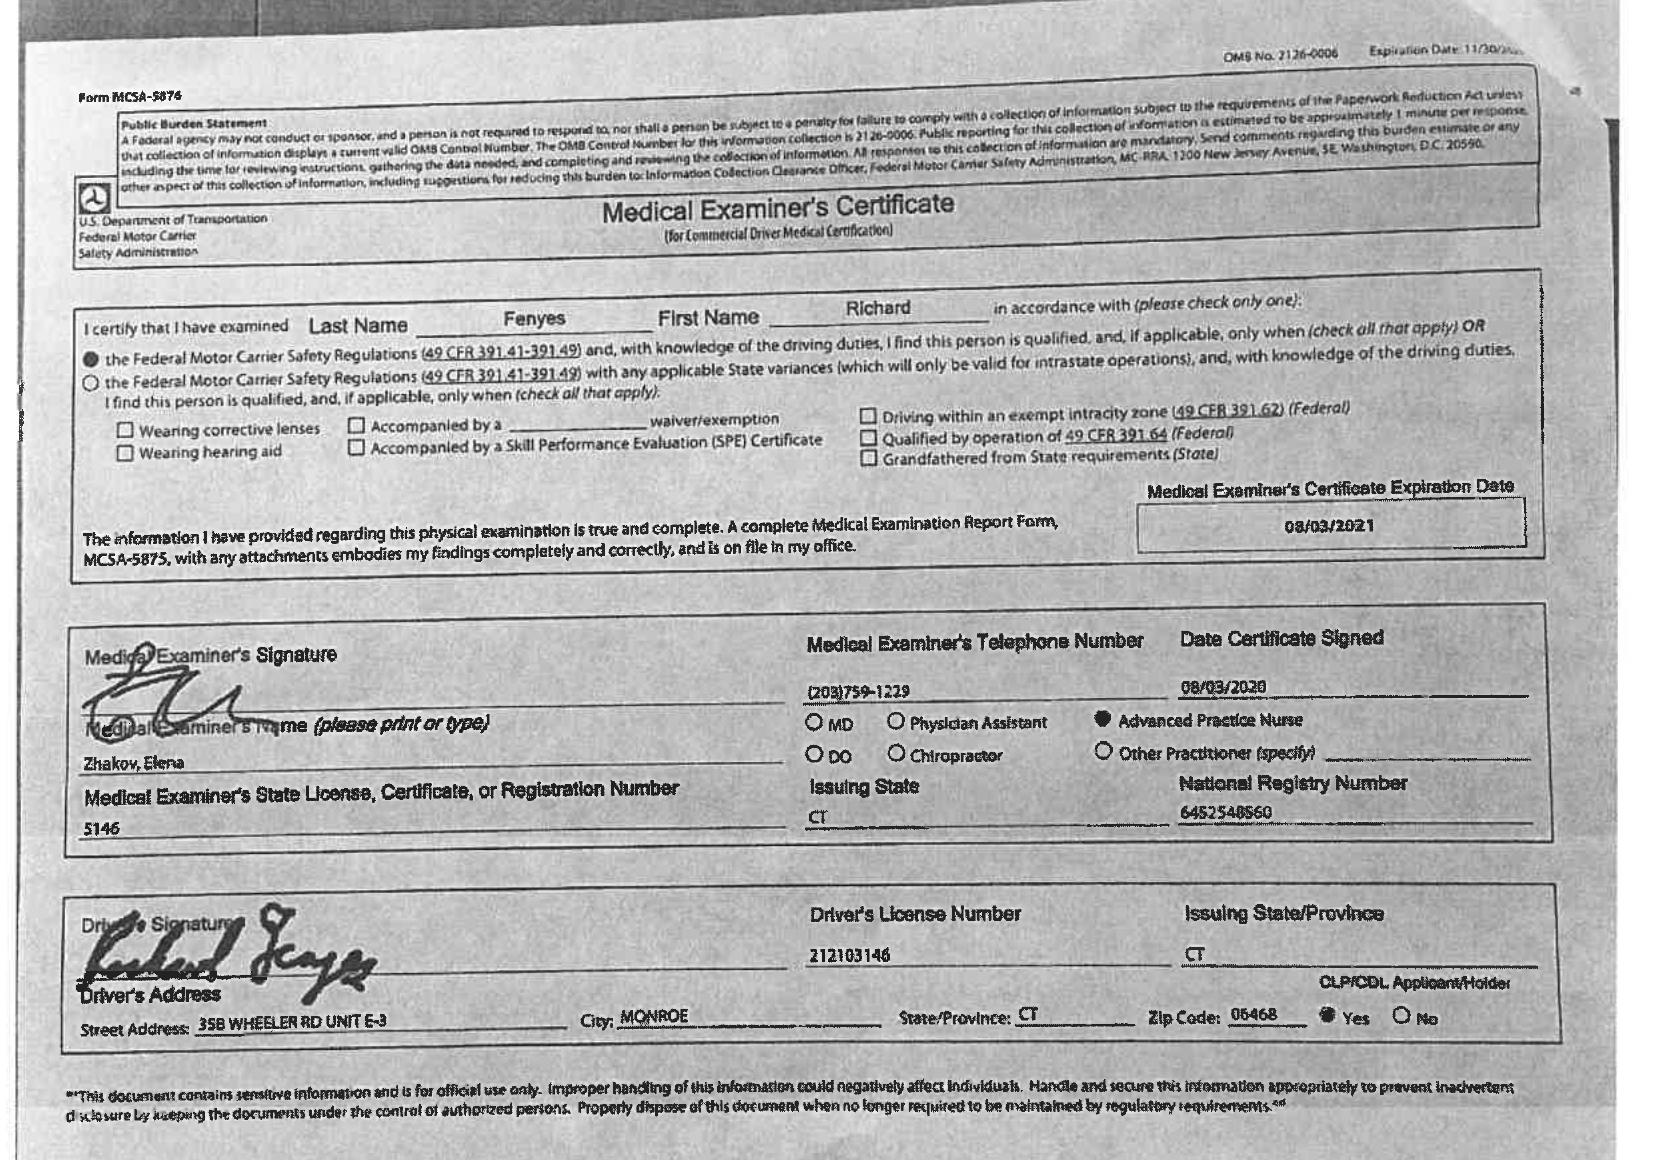 OMB No. 2126-0006 Expiration Date: 11/30/
Form MCSA-5876
Public Burden Statement
A Federal agency may not conduct or sponsor, and a person is not required to respond to, nor shall a person be subject to a penalty for failure to comply with a collection of information subject to the requirements of the Paperwork Reduction Act unless
that collection of information displays a current valid OMB Control Number. The OMB Control Number for this information collection is 2126-0006. Public reporting for this collection of information is estimated to be approximately 1 minute per response,
including the time for reviewing instructions, gathering the data needed, and completing and reviewing the collection of information. All responses to this collection of information are mandatory. Send comments regarding this burden estimate or any
other aspect of this collection of information, including suggestions for reducing this burden to: Information Collection Clearance Officer, Federal Motor Carrier Safety Administration, MC-RRA, 1200 New Jersey Avenue, SE, Washington, D.C. 20590.
U.S. Department of Transportation
Federal Motor Carrier
Safety Administration
Medical Examiner's Certificate
(for Commercial Driver Medical Certification)
I certify that I have examined Last Name Fenyes First Name Richard in accordance with (please check only one):
the Federal Motor Carrier Safety Regulations (49 CFR 391.41-391.49) and, with knowledge of the driving duties, I find this person is qualified, and, if applicable, only when (check all that apply) OR
the Federal Motor Carrier Safety Regulations (49 CFR 391.41-391.49) with any applicable State variances (which will only be valid for intrastate operations), and, with knowledge of the driving duties,
I find this person is qualified, and, if applicable, only when (check all that apply):
Wearing corrective lenses Accompanied by a waiver/exemption Driving within an exempt intracity zone (49 CFR 391.62) (Federal)
Wearing hearing aid Accompanied by a Skill Performance Evaluation (SPE) Certificate Qualified by operation of 49 CFR 391.64 (Federal)
Grandfathered from State requirements (State)
Medical Examiner's Certificate Expiration Date
08/03/2021
The information I have provided regarding this physical examination is true and complete. A complete Medical Examination Report Form,
MCSA-5875, with any attachments embodies my findings completely and correctly, and is on file in my office.
Medical Examiner's Signature Medical Examiner's Telephone Number Date Certificate Signed
(203)759-1229 08/03/2020
Medical Examiner's Name (please print or type) MD Physician Assistant Advanced Practice Nurse
Zhakov, Elena DO Chiropractor Other Practitioner (specify)
Medical Examiner's State License, Certificate, or Registration Number Issuing State National Registry Number
5146 CT 6452548560
Driver's Signature Driver's License Number Issuing State/Province
Richard Fenyes 212103146 CT
Driver's Address CLP/CDL Applicant/Holder
Street Address: 35B WHEELER RD UNIT E-3 City: MONROE State/Province: CT Zip Code: 06468 Yes No
**This document contains sensitive information and is for official use only. Improper handling of this information could negatively affect individuals. Handle and secure this information appropriately to prevent inadvertent
disclosure by keeping the documents under the control of authorized persons. Properly dispose of this document when no longer required to be maintained by regulatory requirements.**